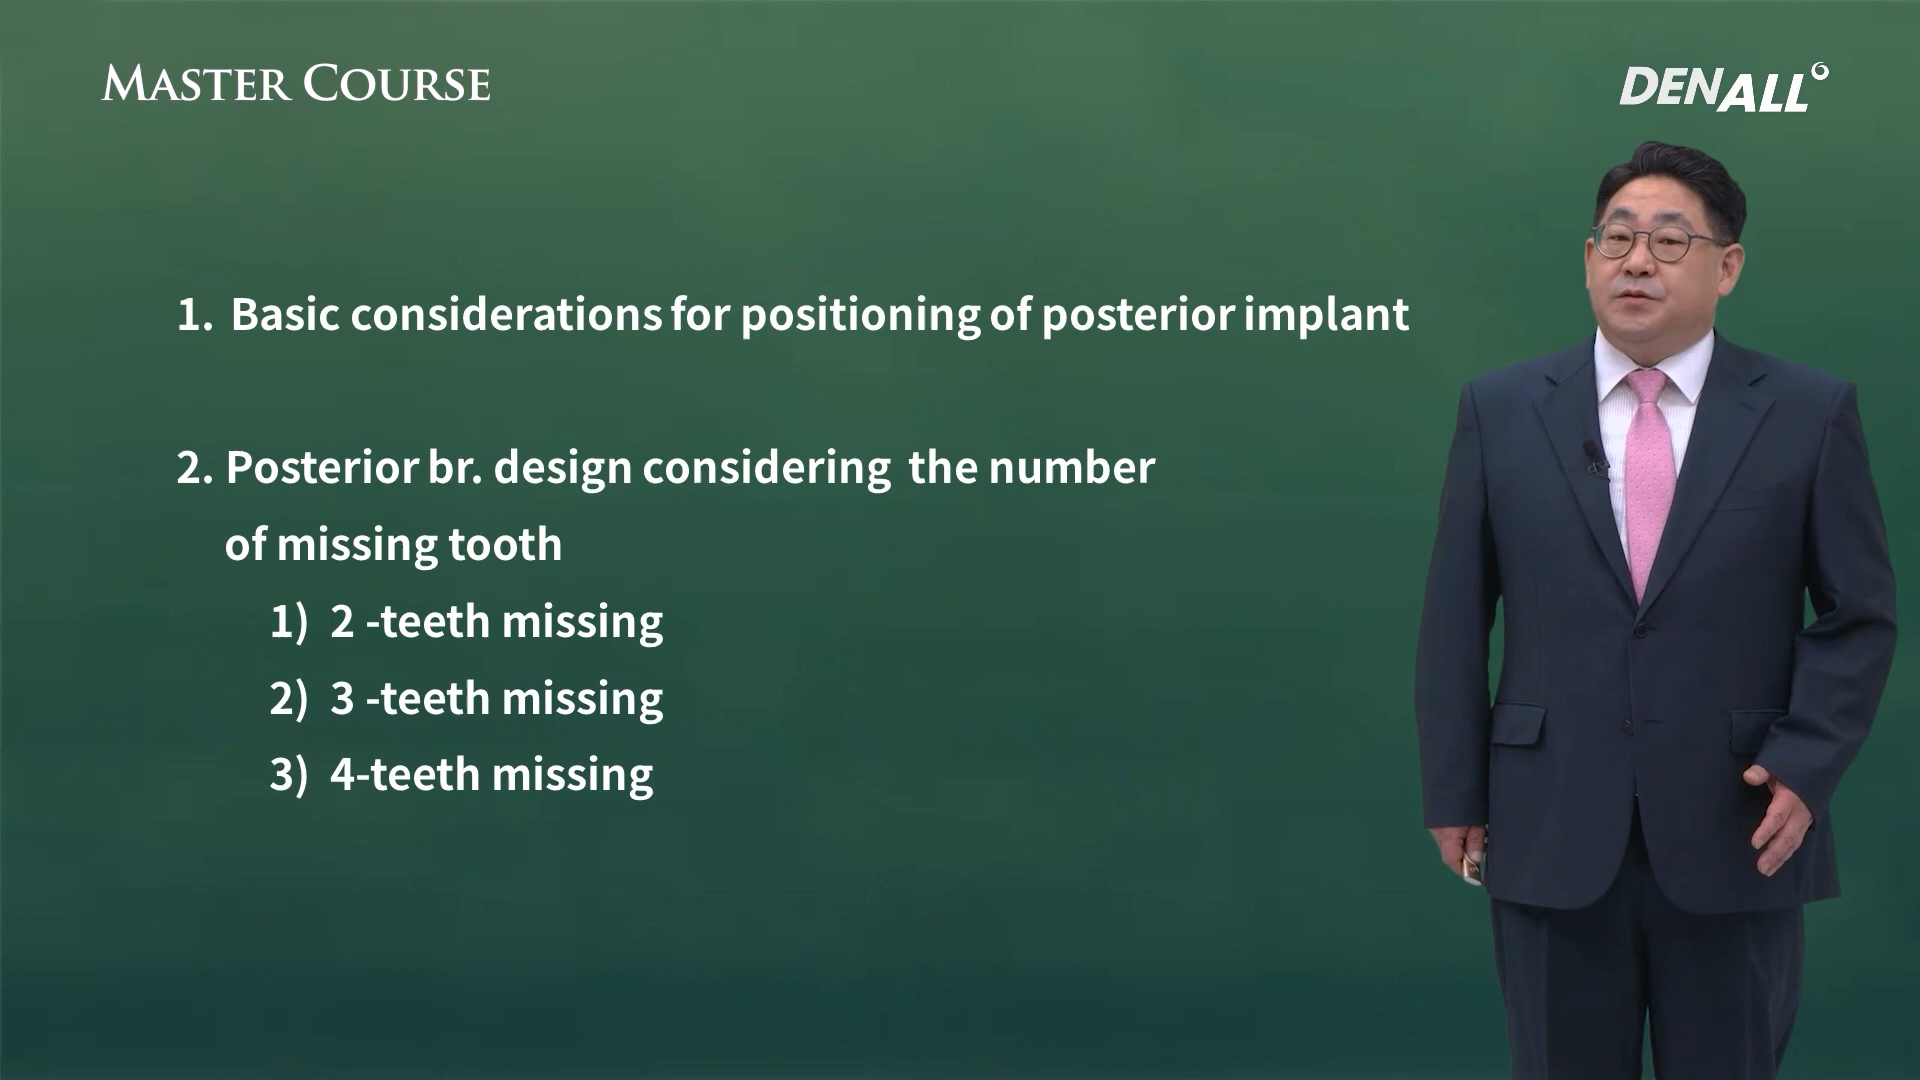 MASTER COURSE
DENALL
1. Basic considerations for positioning of posterior implant
2. Posterior br. design considering the number
of missing tooth
1) 2 -teeth missing
2) 3 -teeth missing
3) 4-teeth missing